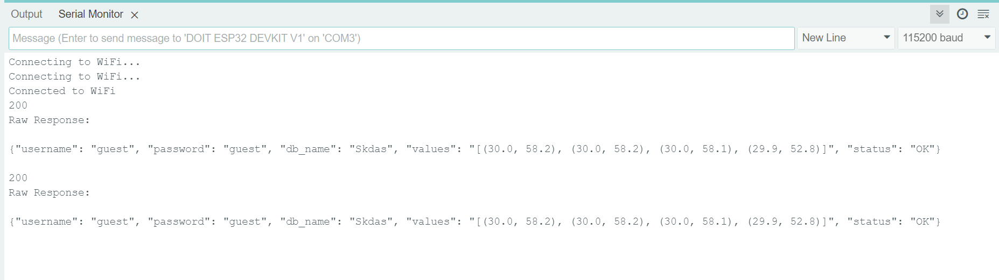 Output Serial Monitor
Message (Enter to send message to 'DOIT ESP32 DEVKIT V1' on 'COM3') New Line 115200 baud
Connecting to WiFi...
Connecting to WiFi...
Connected to WiFi
200
Raw Response:
{"username": "guest", "password": "guest", "db_name": "Skdas", "values": "[(30.0, 58.2), (30.0, 58.2), (30.0, 58.1), (29.9, 52.8)]", "status": "OK"}
200
Raw Response:
{"username": "guest", "password": "guest", "db_name": "Skdas", "values": "[(30.0, 58.2), (30.0, 58.2), (30.0, 58.1), (29.9, 52.8)]", "status": "OK"}